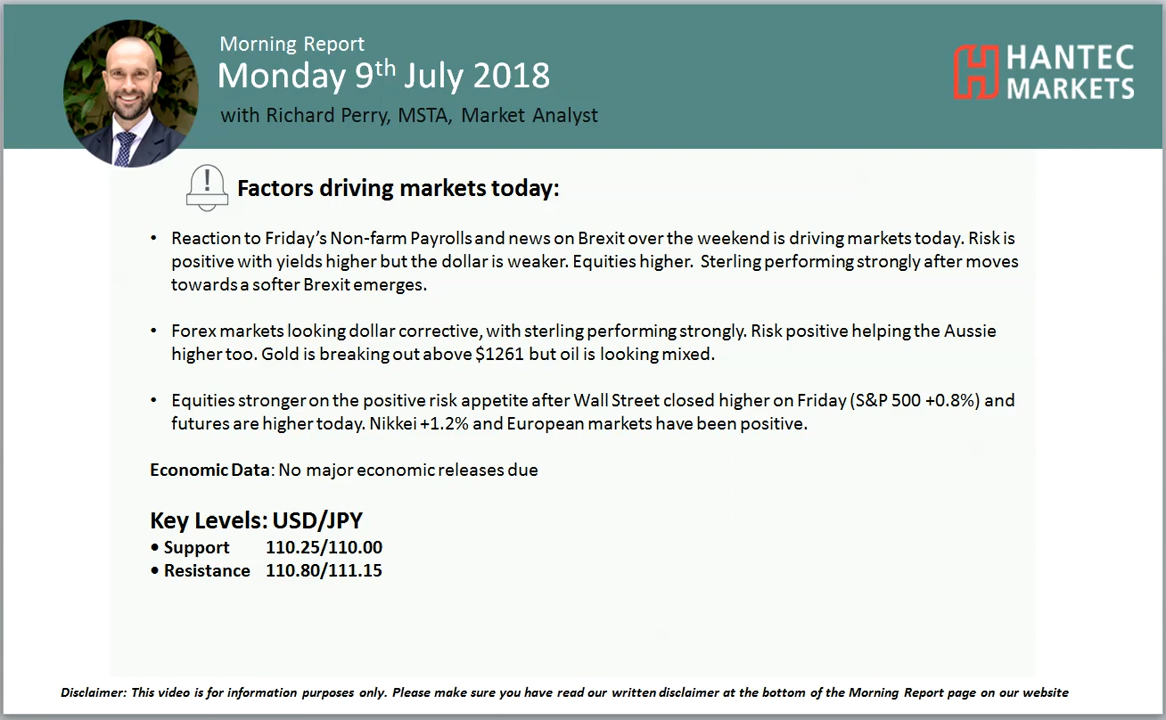 Morning Report
Monday 9th July 2018
with Richard Perry, MSTA, Market Analyst
HANTEC
MARKETS
Factors driving markets today:
• Reaction to Friday's Non-farm Payrolls and news on Brexit over the weekend is driving markets today. Risk is
positive with yields higher but the dollar is weaker. Equities higher. Sterling performing strongly after moves
towards a softer Brexit emerges.
• Forex markets looking dollar corrective, with sterling performing strongly. Risk positive helping the Aussie
higher too. Gold is breaking out above $1261 but oil is looking mixed.
• Equities stronger on the positive risk appetite after Wall Street closed higher on Friday (S&P 500 +0.8%) and
futures are higher today. Nikkei +1.2% and European markets have been positive.
Economic Data: No major economic releases due
Key Levels: USD/JPY
• Support 110.25/110.00
• Resistance 110.80/111.15
Disclaimer: This video is for information purposes only. Please make sure you have read our written disclaimer at the bottom of the Morning Report page on our website